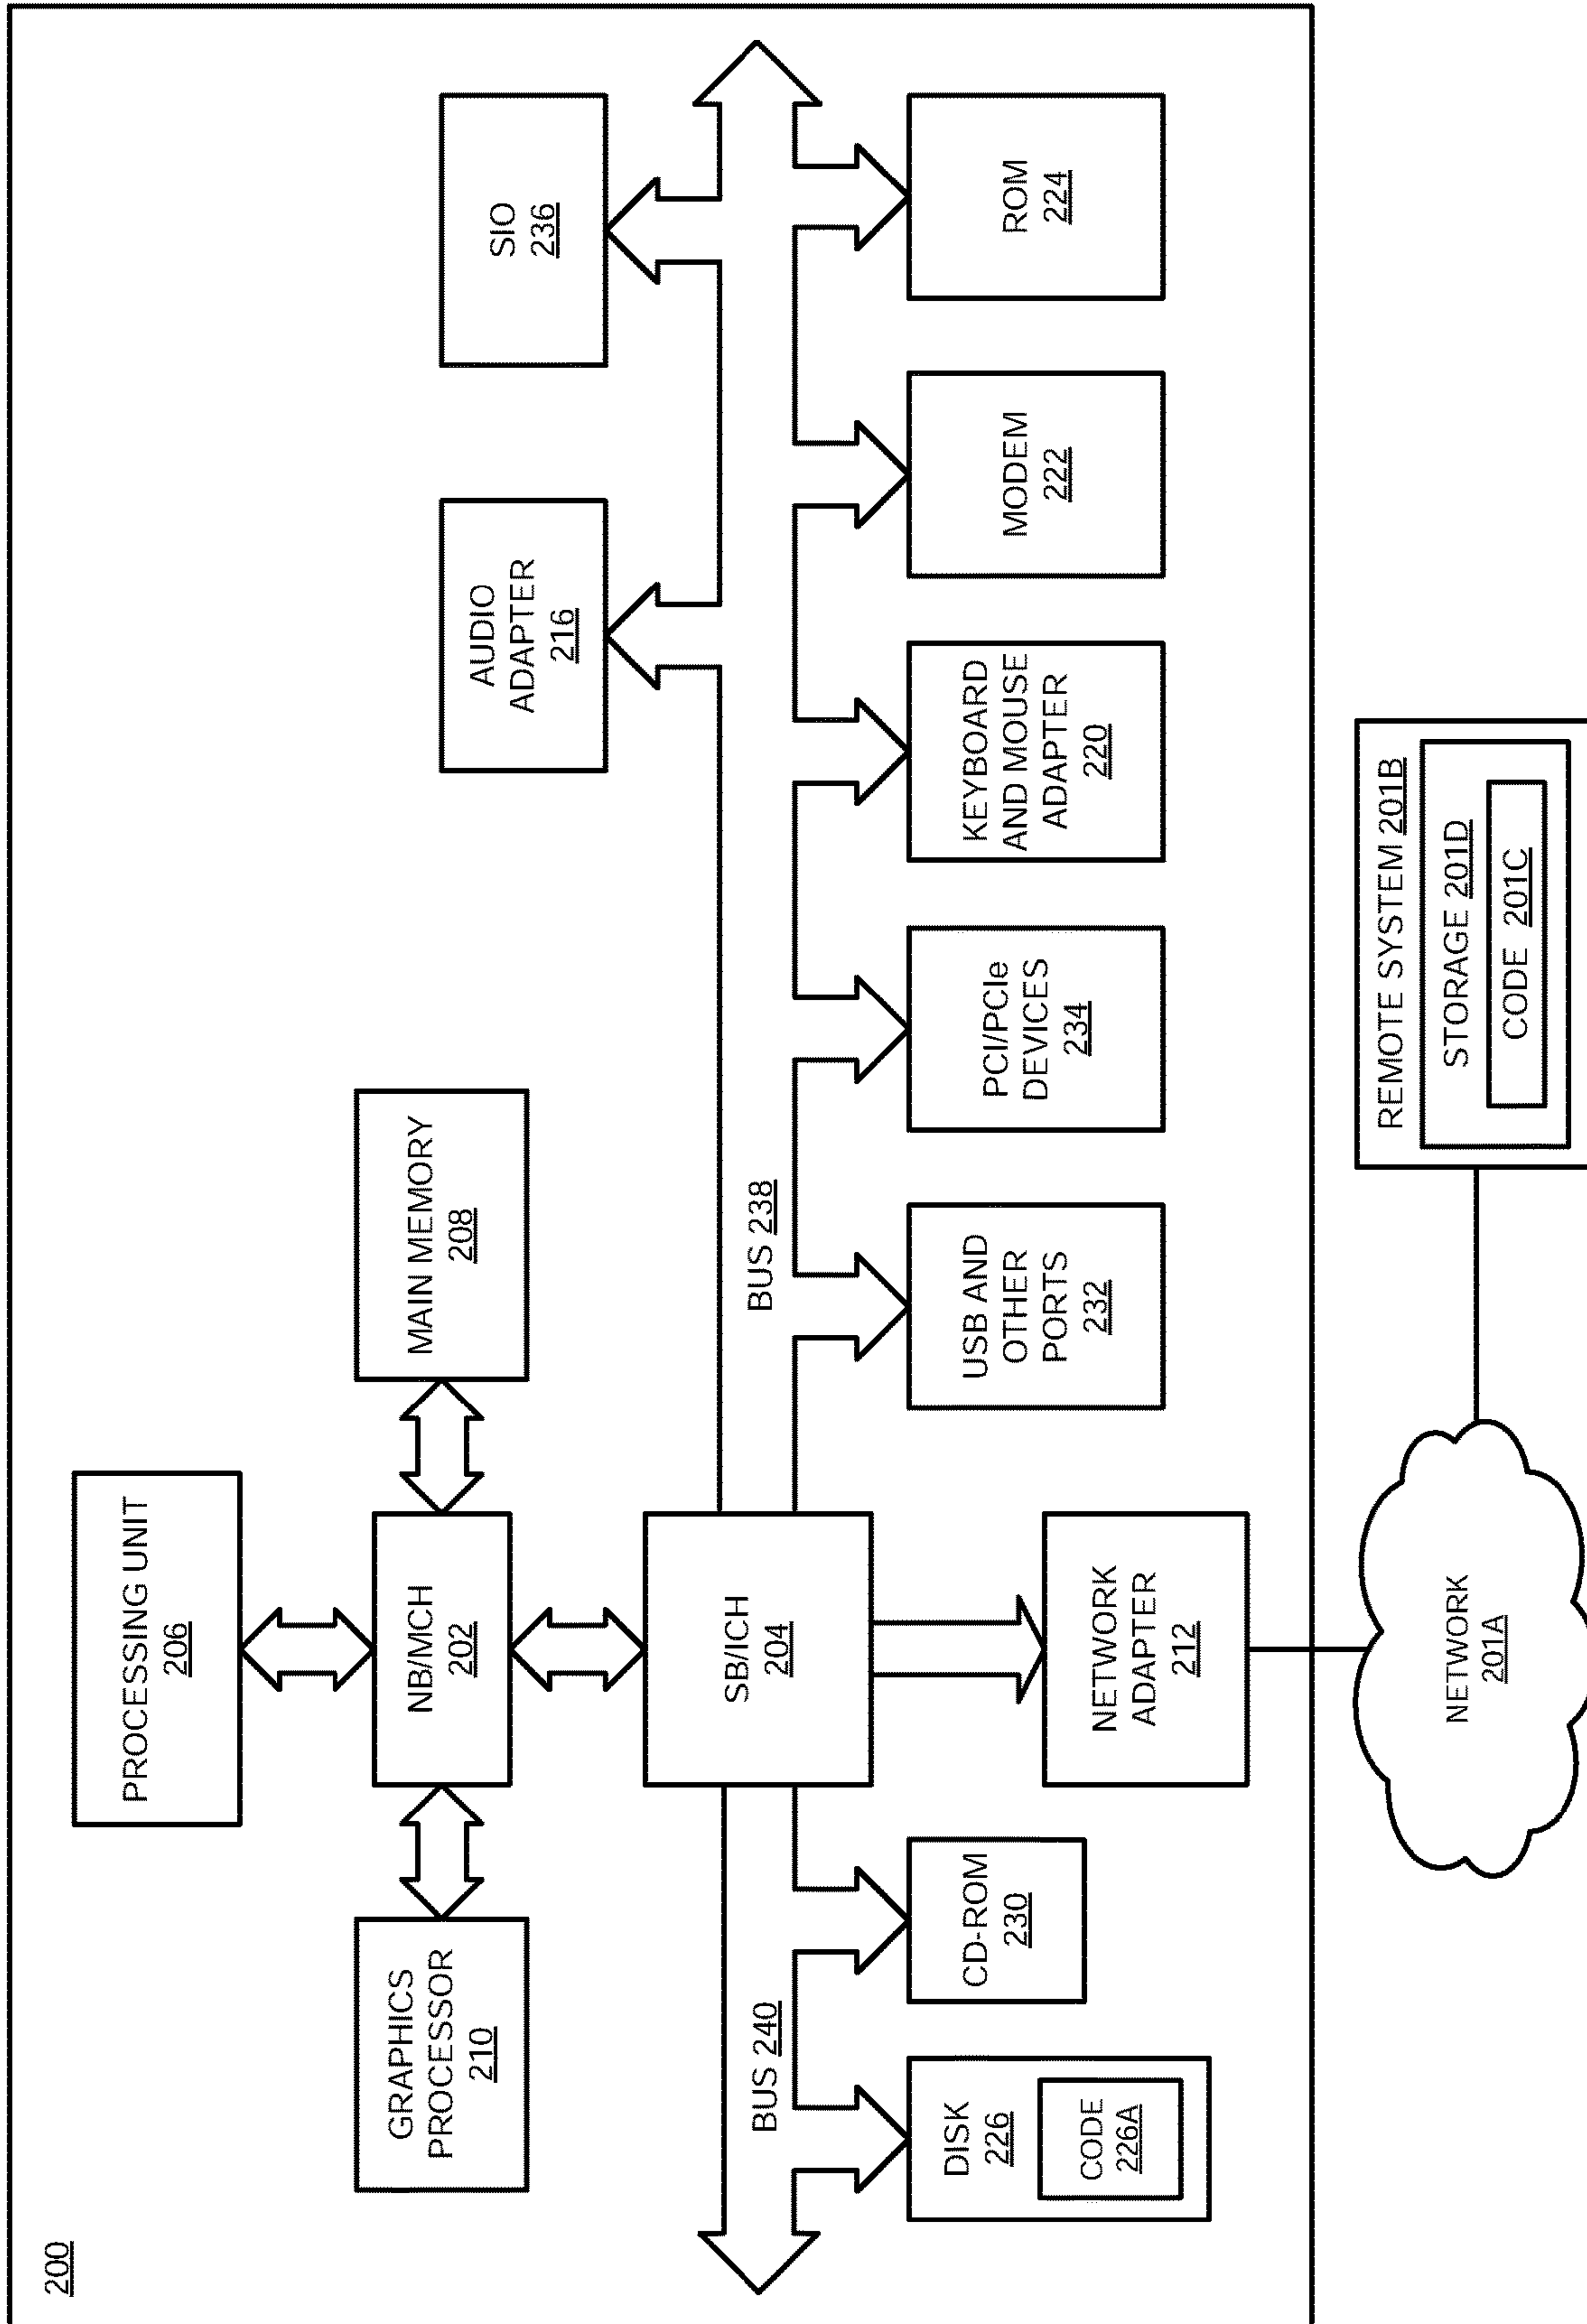 200
PROCESSING UNIT
206
GRAPHICS
PROCESSOR
210
NB/MCH
202
MAIN MEMORY
208
AUDIO
ADAPTER
216
SIO
236
SB/ICH
204
BUS 240
BUS 238
DISK
226
CODE
226A
CD-ROM
230
NETWORK
ADAPTER
212
USB AND
OTHER
PORTS
232
PCI/PCIe
DEVICES
234
KEYBOARD
AND MOUSE
ADAPTER
220
MODEM
222
ROM
224
NETWORK
201A
REMOTE SYSTEM 201B
STORAGE 201D
CODE 201C